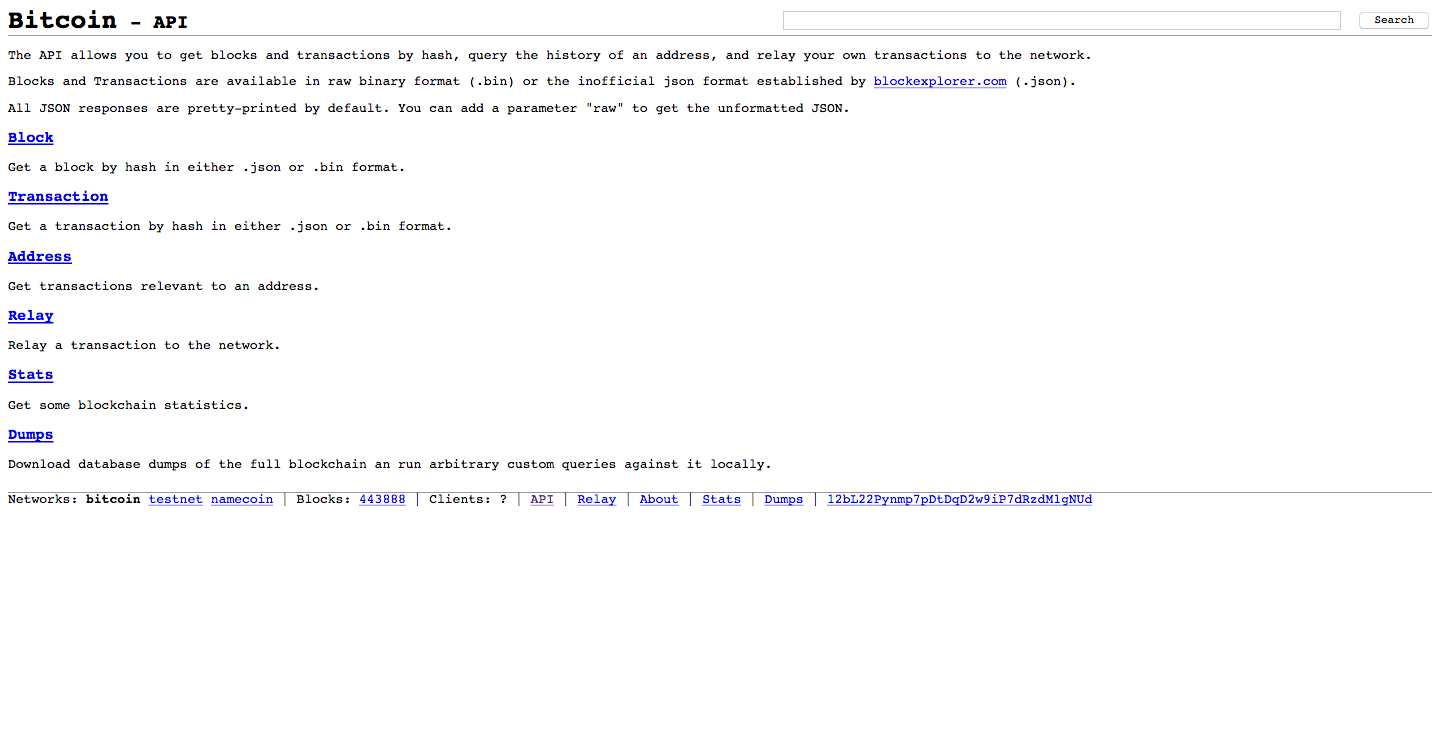 Bitcoin - API
Search
The API allows you to get blocks and transactions by hash, query the history of an address, and relay your own transactions to the network.
Blocks and Transactions are available in raw binary format (.bin) or the inofficial json format established by blockexplorer.com (.json).
All JSON responses are pretty-printed by default. You can add a parameter "raw" to get the unformatted JSON.
Block
Get a block by hash in either .json or .bin format.
Transaction
Get a transaction by hash in either .json or .bin format.
Address
Get transactions relevant to an address.
Relay
Relay a transaction to the network.
Stats
Get some blockchain statistics.
Dumps
Download database dumps of the full blockchain an run arbitrary custom queries against it locally.
Networks: bitcoin testnet namecoin | Blocks: 443888 | Clients: ? | API | Relay | About | Stats | Dumps | 12bL22Pynmp7pDtDqD2w9iP7dRzdM1gNUd